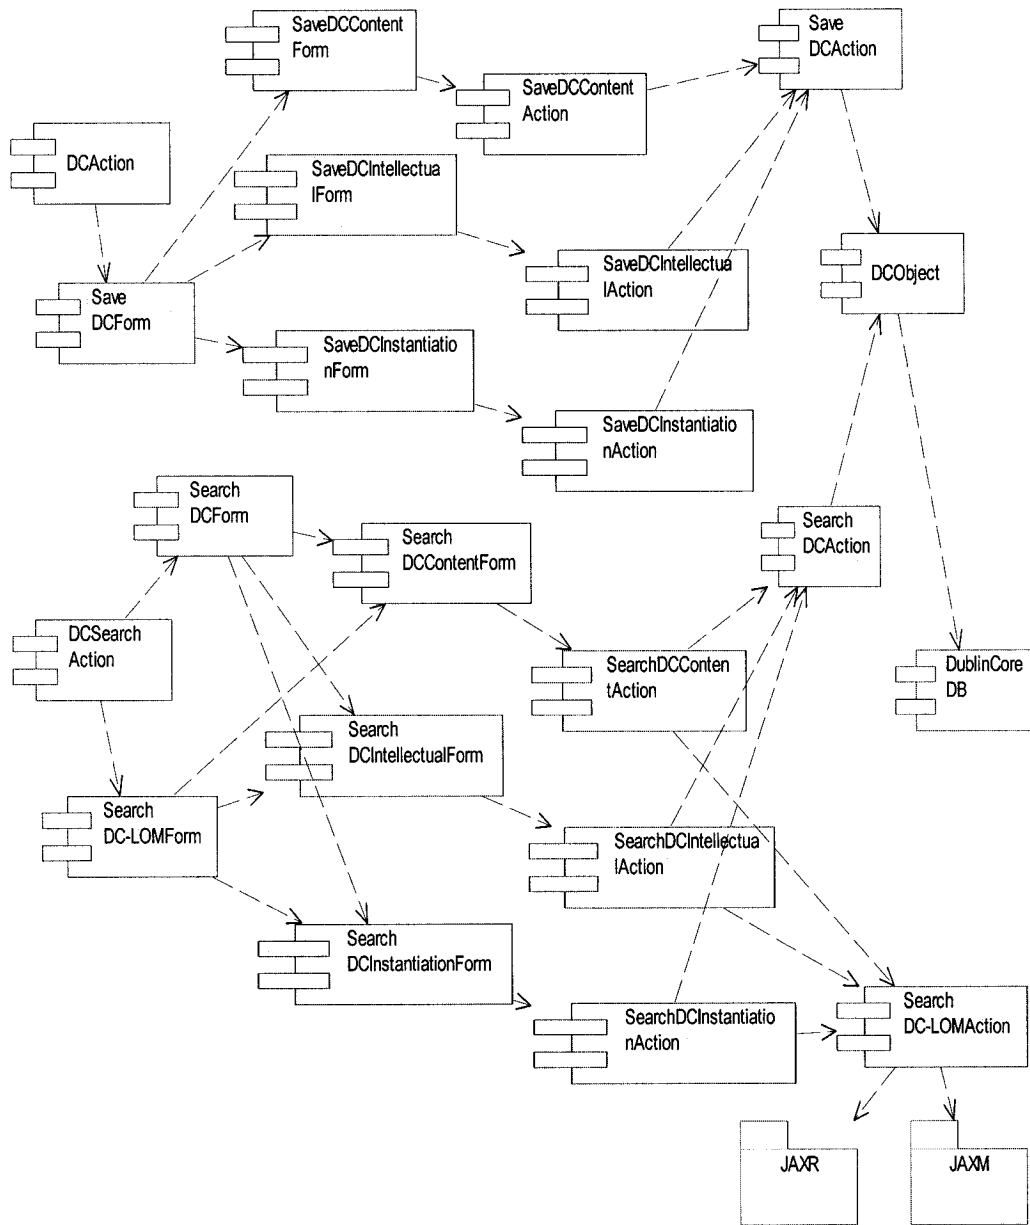 SaveDCContent
Form
Save
DCAction
SaveDCContent
Action
DCAction
SaveDCIntellectua
lForm
SaveDCIntellectua
lAction
DCObject
Save
DCForm
SaveDCInstantiatio
nForm
SaveDCInstantiatio
nAction
Search
DCForm
Search
DCContentForm
Search
DCAction
DCSearch
Action
SearchDCConten
tAction
DublinCore
DB
Search
DCIntellectualForm
Search
DC-LOMForm
SearchDCIntellectua
lAction
Search
DCInstantiationForm
SearchDCInstantiatio
nAction
Search
DC-LOMAction
JAXR
JAXM